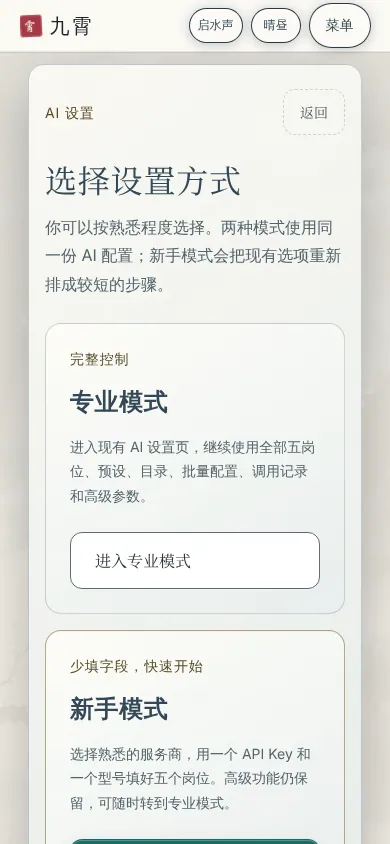 霄 九霄 启水声 晴昼 菜单
AI 设置 返回
选择设置方式
你可以按熟悉程度选择。两种模式使用同
一份 AI 配置；新手模式会把现有选项重新
排成较短的步骤。
完整控制
专业模式
进入现有 AI 设置页，继续使用全部五岗
位、预设、目录、批量配置、调用记录
和高级参数。
进入专业模式
少填字段，快速开始
新手模式
选择熟悉的服务商，用一个 API Key 和
一个型号填好五个岗位。高级功能仍保
留，可随时转到专业模式。